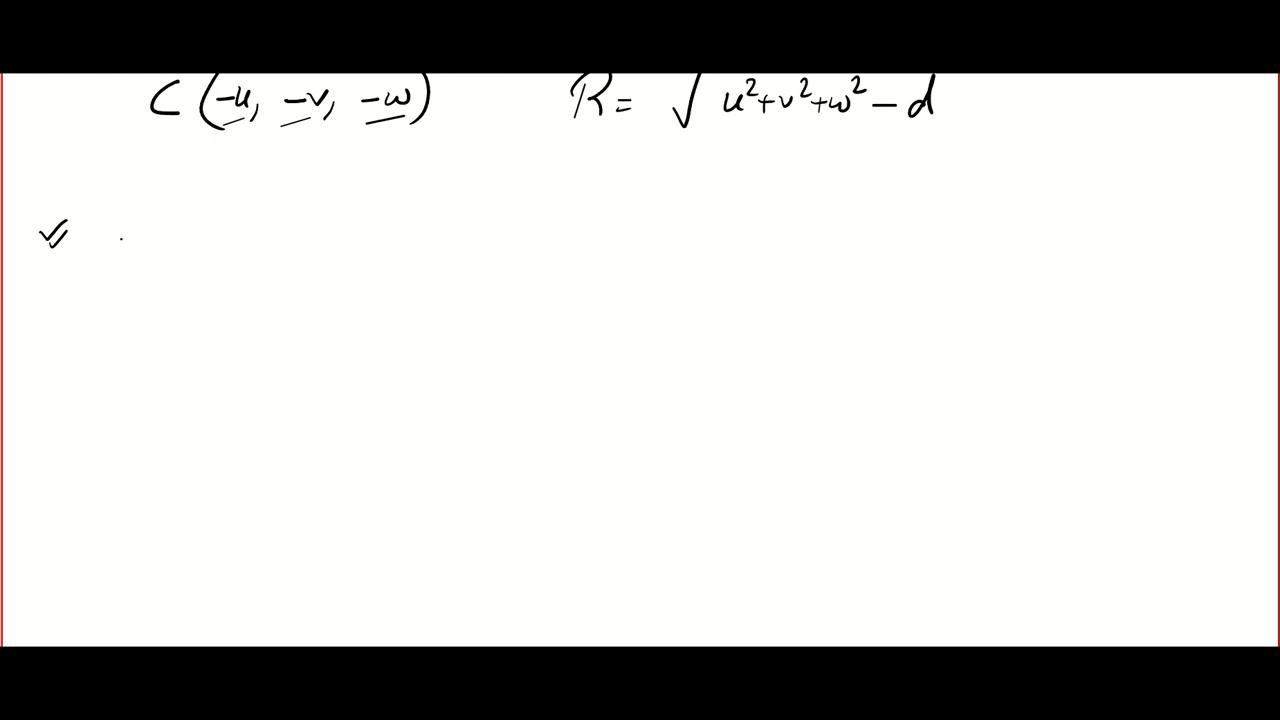 C (-u, -v, -w) R = √ u²+v²+w² - d